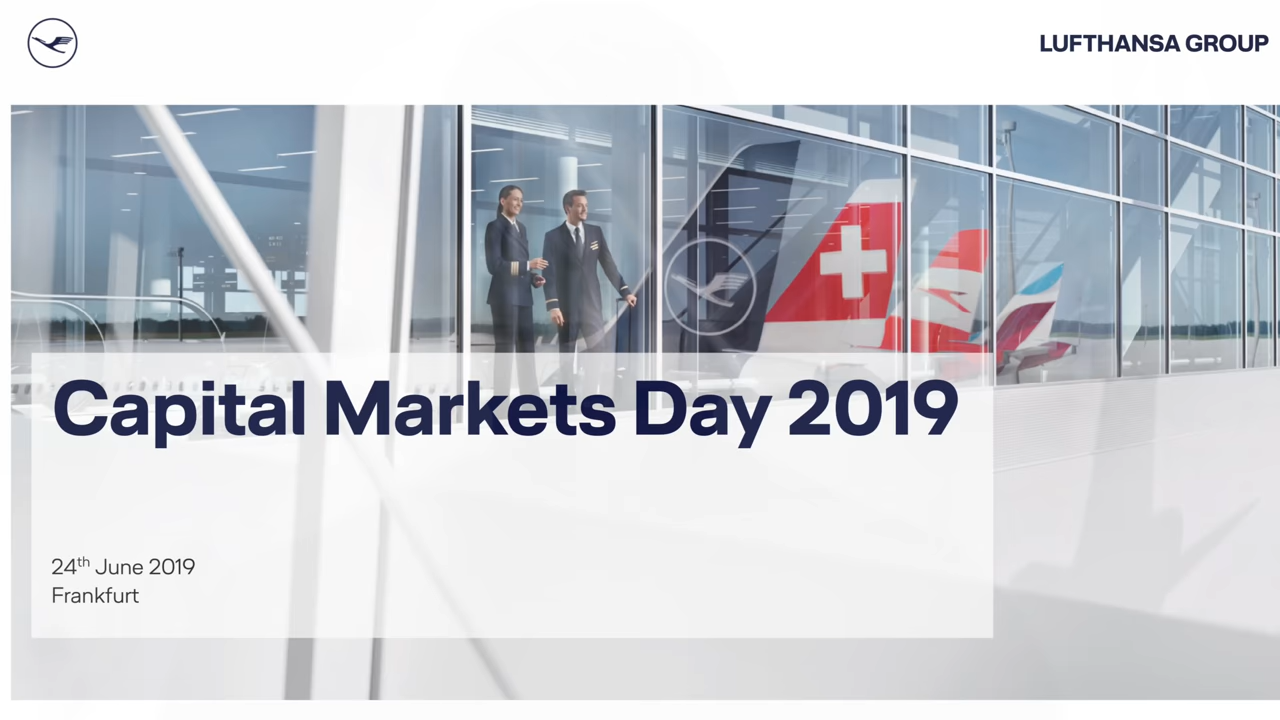 LUFTHANSA GROUP
Capital Markets Day 2019
24th June 2019
Frankfurt